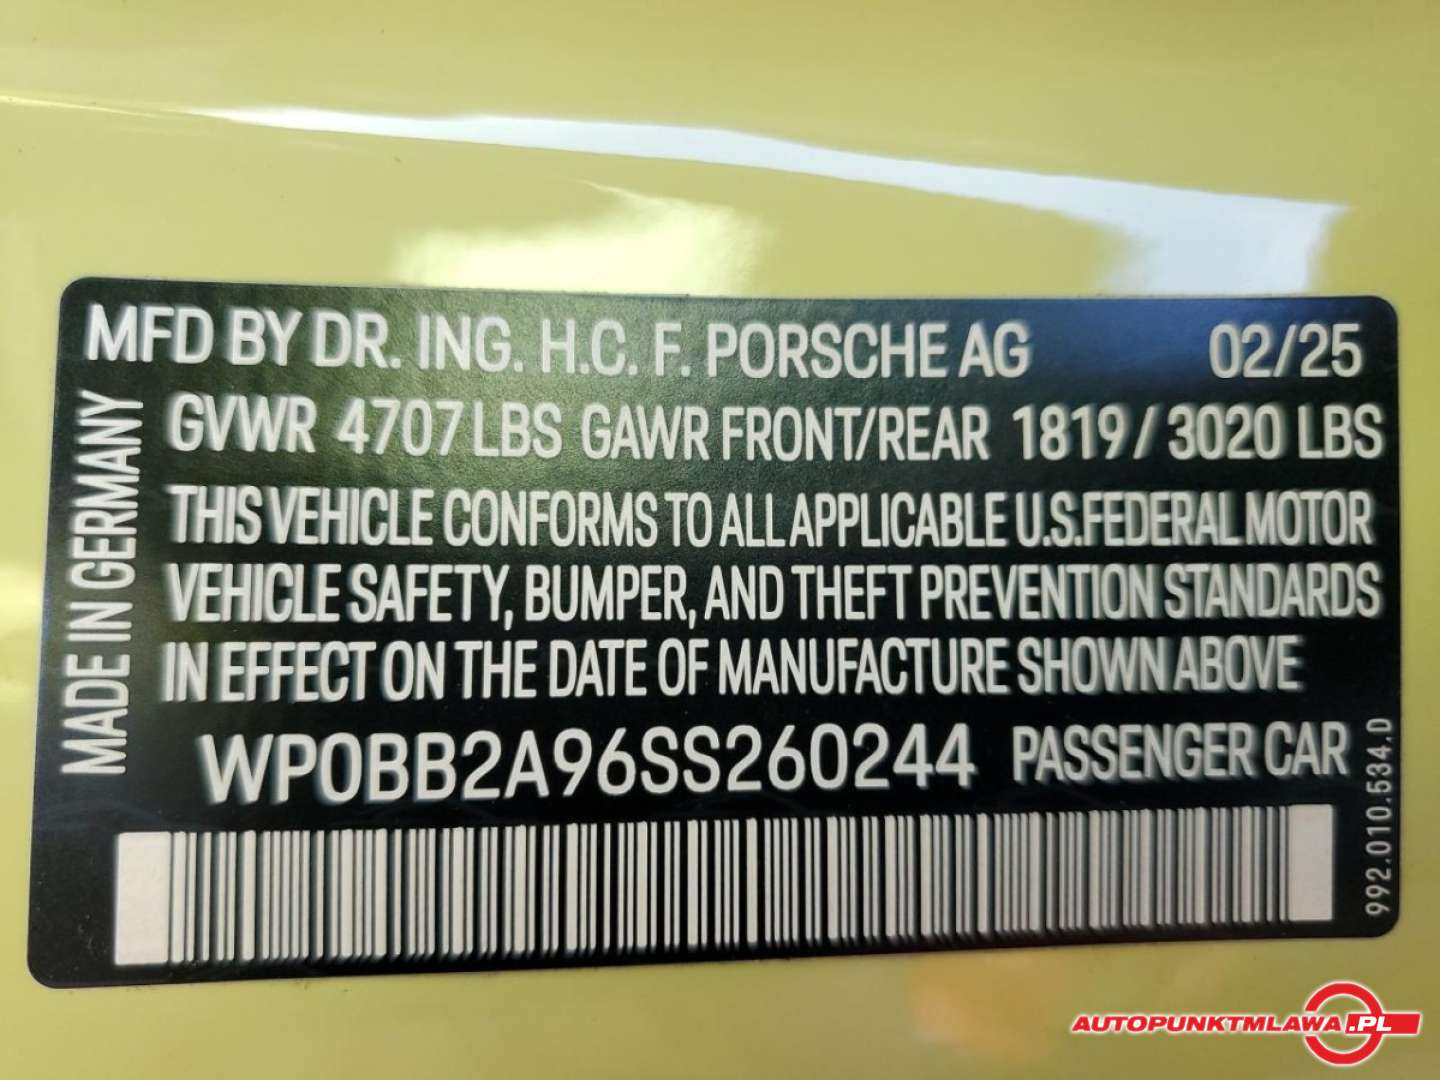 MFD BY DR. ING. H.C. F. PORSCHE AG 02/25
GVWR 4707 LBS GAWR FRONT/REAR 1819 / 3020 LBS
THIS VEHICLE CONFORMS TO ALL APPLICABLE U.S.FEDERAL MOTOR
VEHICLE SAFETY, BUMPER, AND THEFT PREVENTION STANDARDS
IN EFFECT ON THE DATE OF MANUFACTURE SHOWN ABOVE
WP0BB2A96SS260244 PASSENGER CAR
MADE IN GERMANY
992.010.534.D
AUTOPUNKTMLAWA.PL